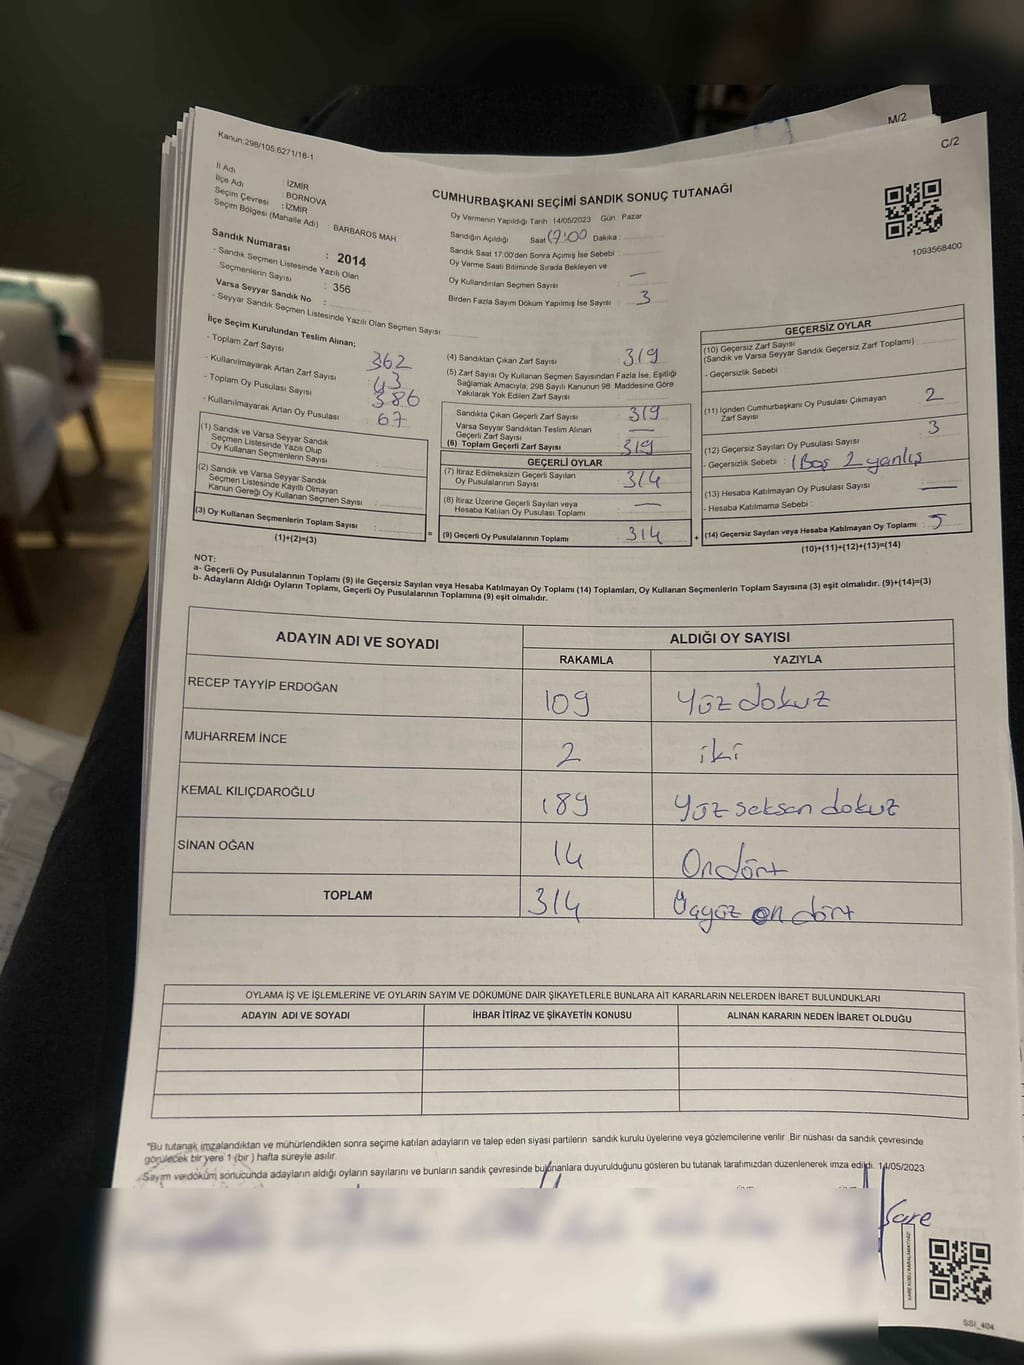 M/2
C/2
Kanun,298/105,6271/18-1
İl Adı : İZMİR
İlçe Adı : BORNOVA
Seçim Çevresi : İZMİR
Seçim Bölgesi (Mahalle Adı) : BARBAROS MAH.
CUMHURBAŞKANI SEÇİMİ SANDIK SONUÇ TUTANAĞI
Oy Vermenin Yapıldığı Tarih : 14/05/2023 Gün : Pazar
Sandığın Açıldığı Saat 17:00 Dakika :
Sandık Saat 17.00'den Sonra Açımış İse Sebebi :
Oy Verme Saati Bitiminde Sırada Bekleyen ve
Oy Kullandırılan Seçmen Sayısı : —
Birden Fazla Sayım Döküm Yapılmış İse Sayısı : 3
1093568400
Sandık Numarası : 2014
- Sandık Seçmen Listesinde Yazılı Olan
Seçmenlerin Sayısı : 356
Varsa Seyyar Sandık No :
- Seyyar Sandık Seçmen Listesinde Yazılı Olan Seçmen Sayısı :
İlçe Seçim Kurulundan Teslim Alınan;
- Toplam Zarf Sayısı 362
- Kullanılmayarak Artan Zarf Sayısı 43
- Toplam Oy Pusulası Sayısı 386
- Kullanılmayarak Artan Oy Pusulası 67
(1) Sandık ve Varsa Seyyar Sandık
Seçmen Listesinde Yazılı Olup
Oy Kullanan Seçmenlerin Sayısı
(2) Sandık ve Varsa Seyyar Sandık
Seçmen Listesinde Kayıtlı Olmayan
Kanun Gereği Oy Kullanan Seçmen Sayısı
(3) Oy Kullanan Seçmenlerin Toplam Sayısı
(1)+(2)=(3)
(4) Sandıktan Çıkan Zarf Sayısı : 319
(5) Zarf Sayısı Oy Kullanan Seçmen Sayısından Fazla İse, Eşitliği
Sağlamak Amacıyla; 298 Sayılı Kanunun 98. Maddesine Göre
Yakılarak Yok Edilen Zarf Sayısı
Sandıkta Çıkan Geçerli Zarf Sayısı : 319
Varsa Seyyar Sandıktan Teslim Alınan
Geçerli Zarf Sayısı : —
(6) Toplam Geçerli Zarf Sayısı : 319
GEÇERLİ OYLAR
(7) İtiraz Edilmeksizin Geçerli Sayılan
Oy Pusulalarının Sayısı : 314
(8) İtiraz Üzerine Geçerli Sayılan veya
Hesaba Katılan Oy Pusulası Toplamı : —
= (9) Geçerli Oy Pusulalarının Toplamı : 314 +
GEÇERSİZ OYLAR
(10) Geçersiz Zarf Sayısı
(Sandık ve Varsa Seyyar Sandık Geçersiz Zarf Toplamı)
- Geçersizlik Sebebi
(11) İçinden Cumhurbaşkanı Oy Pusulası Çıkmayan
Zarf Sayısı : 2
(12) Geçersiz Sayılan Oy Pusulası Sayısı : 3
- Geçersizlik Sebebi : 1 Boş 2 yanlış
(13) Hesaba Katılmayan Oy Pusulası Sayısı : —
- Hesaba Katılmama Sebebi :
(14) Geçersiz Sayılan veya Hesaba Katılmayan Oy Toplamı : 5
(10)+(11)+(12)+(13)=(14)
NOT:
a- Geçerli Oy Pusulalarının Toplamı (9) ile Geçersiz Sayılan veya Hesaba Katılmayan Oy Toplamı (14) Toplamları, Oy Kullanan Seçmenlerin Toplam Sayısına (3) eşit olmalıdır. (9)+(14)=(3)
b- Adayların Aldığı Oyların Toplamı, Geçerli Oy Pusulalarının Toplamına (9) eşit olmalıdır.
ADAYIN ADI VE SOYADI
ALDIĞI OY SAYISI
RAKAMLA YAZIYLA
RECEP TAYYİP ERDOĞAN 109 Yüz dokuz
MUHARREM İNCE 2 iki
KEMAL KILIÇDAROĞLU 189 Yüz seksen dokuz
SİNAN OĞAN 14 On dört
TOPLAM 314 Üçyüz on dört
OYLAMA İŞ VE İŞLEMLERİNE VE OYLARIN SAYIM VE DÖKÜMÜNE DAİR ŞİKAYETLERLE BUNLARA AİT KARARLARIN NELERDEN İBARET BULUNDUKLARI
ADAYIN ADI VE SOYADI İHBAR İTİRAZ VE ŞİKAYETİN KONUSU ALINAN KARARIN NEDEN İBARET OLDUĞU
"Bu tutanak imzalandıktan ve mühürlendikten sonra seçime katılan adayların ve talep eden siyasi partilerin sandık kurulu üyelerine veya gözlemcilerine verilir. Bir nüshası da sandık çevresinde
görülecek bir yere 1 (bir) hafta süreyle asılır.
Sayım ve döküm sonucunda adayların aldığı oyların sayılarını ve bunların sandık çevresinde bulunanlara duyurulduğunu gösteren bu tutanak tarafımızdan düzenlenerek imza edildi. 14/05/2023
SSI_404